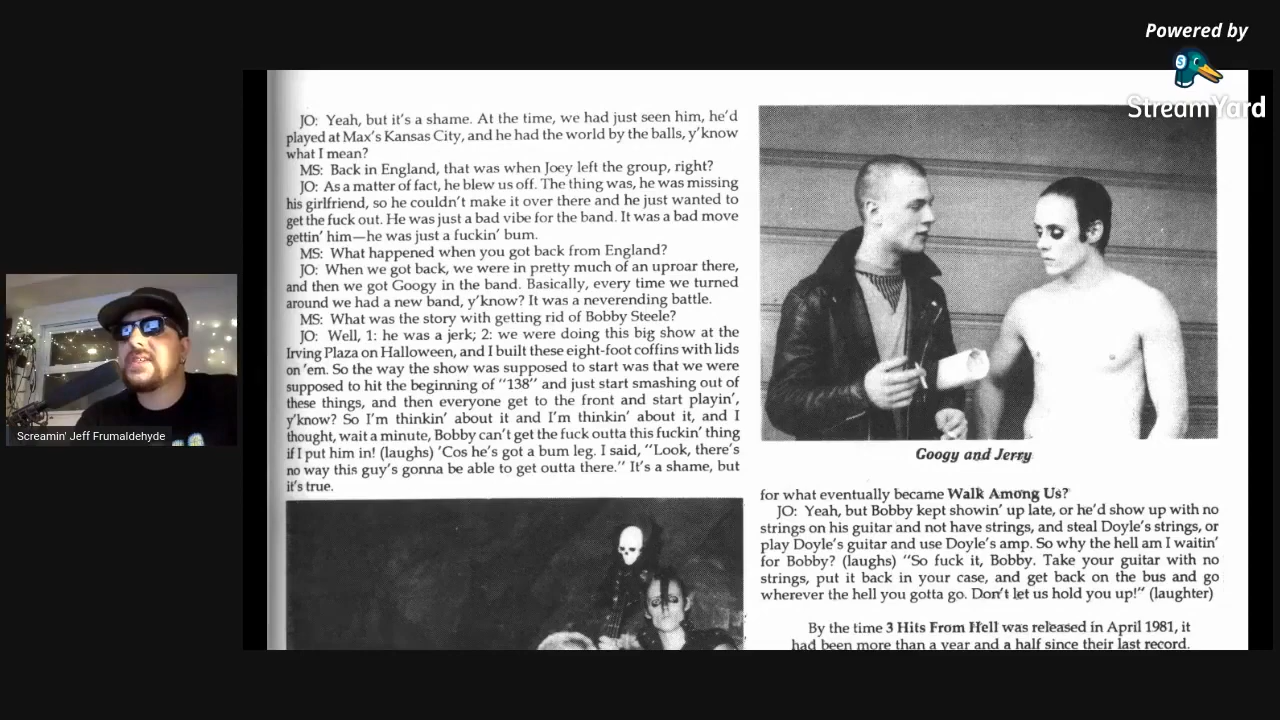 Powered by
StreamYard
JO: Yeah, but it's a shame. At the time, we had just seen him, he'd
played at Max's Kansas City, and he had the world by the balls, y'know
what I mean?
MS: Back in England, that was when Joey left the group, right?
JO: As a matter of fact, he blew us off. The thing was, he was missing
his girlfriend, so he couldn't make it over there and he just wanted to
get the fuck out. He was just a bad vibe for the band. It was a bad move
gettin' him—he was just a fuckin' bum.
MS: What happened when you got back from England?
JO: When we got back, we were in pretty much of an uproar there,
and then we got Googy in the band. Basically, every time we turned
around we had a new band, y'know? It was a neverending battle.
MS: What was the story with getting rid of Bobby Steele?
JO: Well, 1: he was a jerk; 2: we were doing this big show at the
Irving Plaza on Halloween, and I built these eight-foot coffins with lids
on 'em. So the way the show was supposed to start was that we were
supposed to hit the beginning of "138" and just start smashing out of
these things, and then everyone get to the front and start playin',
y'know? So I'm thinkin' about it and I'm thinkin' about it, and I
thought, wait a minute, Bobby can't get the fuck outta this fuckin' thing
if I put him in! (laughs) 'Cos he's got a bum leg. I said, "Look, there's
no way this guy's gonna be able to get outta there." It's a shame, but
it's true.
Googy and Jerry
for what eventually became Walk Among Us?
JO: Yeah, but Bobby kept showin' up late, or he'd show up with no
strings on his guitar and not have strings, and steal Doyle's strings, or
play Doyle's guitar and use Doyle's amp. So why the hell am I waitin'
for Bobby? (laughs) "So fuck it, Bobby. Take your guitar with no
strings, put it back in your case, and get back on the bus and go
wherever the hell you gotta go. Don't let us hold you up!" (laughter)
By the time 3 Hits From Hell was released in April 1981, it
had been more than a year and a half since their last record.
Screamin' Jeff Frumaldehyde